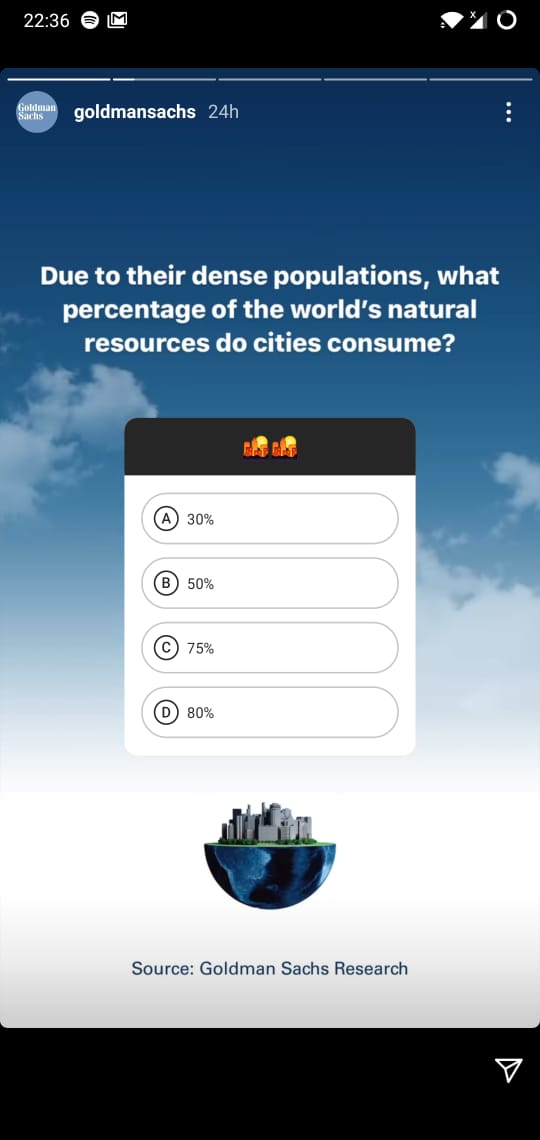 22:36
Goldman
Sachs
goldmansachs 24h
Due to their dense populations, what
percentage of the world’s natural
resources do cities consume?
A 30%
B 50%
C 75%
D 80%
Source: Goldman Sachs Research